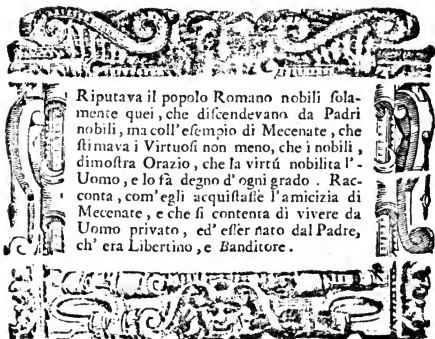 Riputava il popolo Romano nobili ſola-
mente quei, che diſcendevano da Padri
nobili, ma coll' eſempio di Mecenate, che
ſtimava i Virtuoſi non meno, che i nobili,
dimoſtra Orazio, che la virtú nobilita l'-
Uomo, e lo fà degno d' ogni grado. Rac-
conta, com' egli acquiſtaſſe l' amicizia di
Mecenate, e che ſi contenta di vivere da
Uomo privato, ed' eſſer nato dal Padre,
ch' era Libertino, e Banditore.